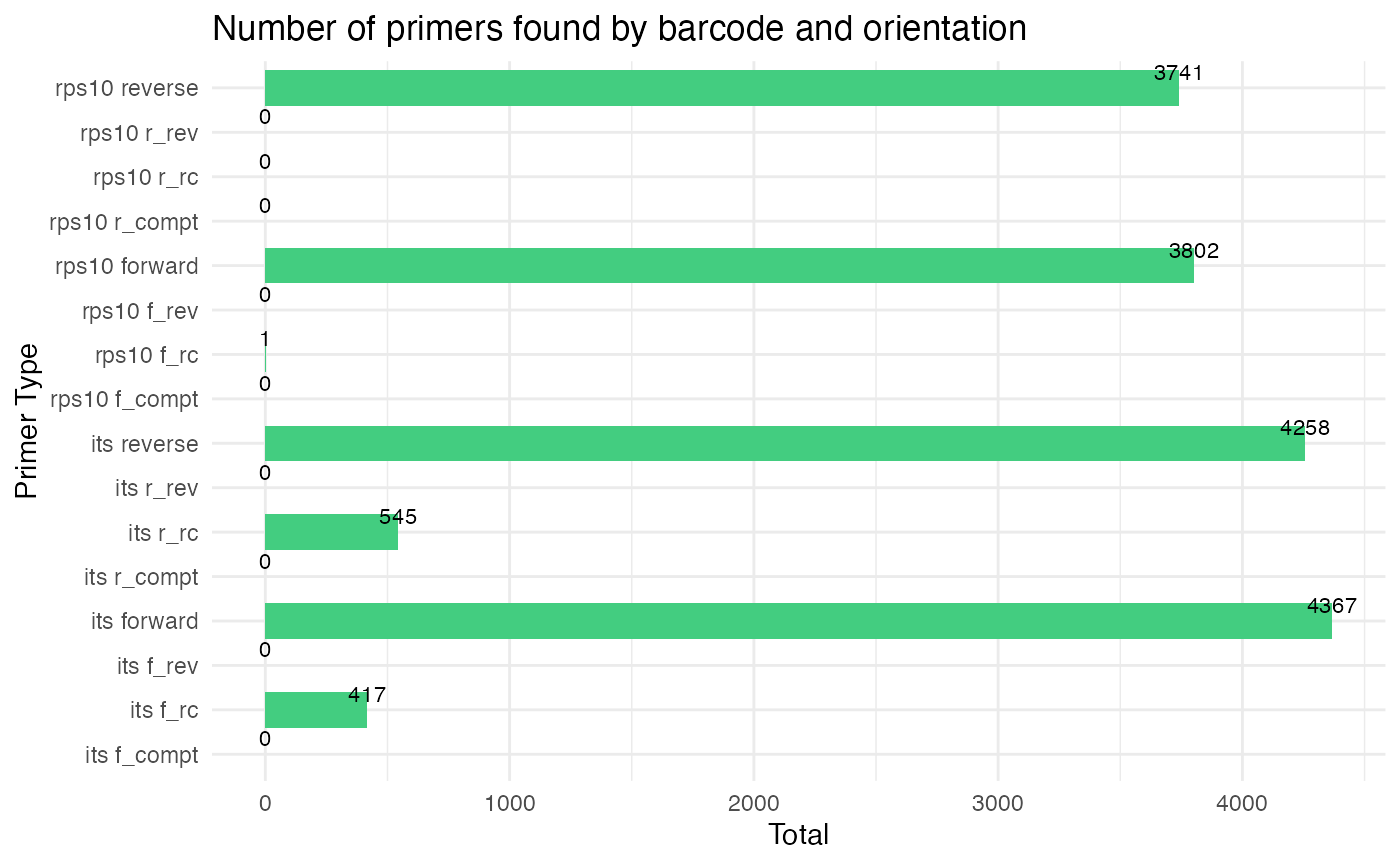 Number of primers found by barcode and orientation
Primer Type
rps10 reverse 3741
rps10 r_rev 0
rps10 r_rc 0
rps10 r_compt 0
rps10 forward 3802
rps10 f_rev 0
rps10 f_rc 1
rps10 f_compt 0
its reverse 4258
its r_rev 0
its r_rc 545
its r_compt 0
its forward 4367
its f_rev 0
its f_rc 417
its f_compt 0
0 1000 2000 3000 4000
Total